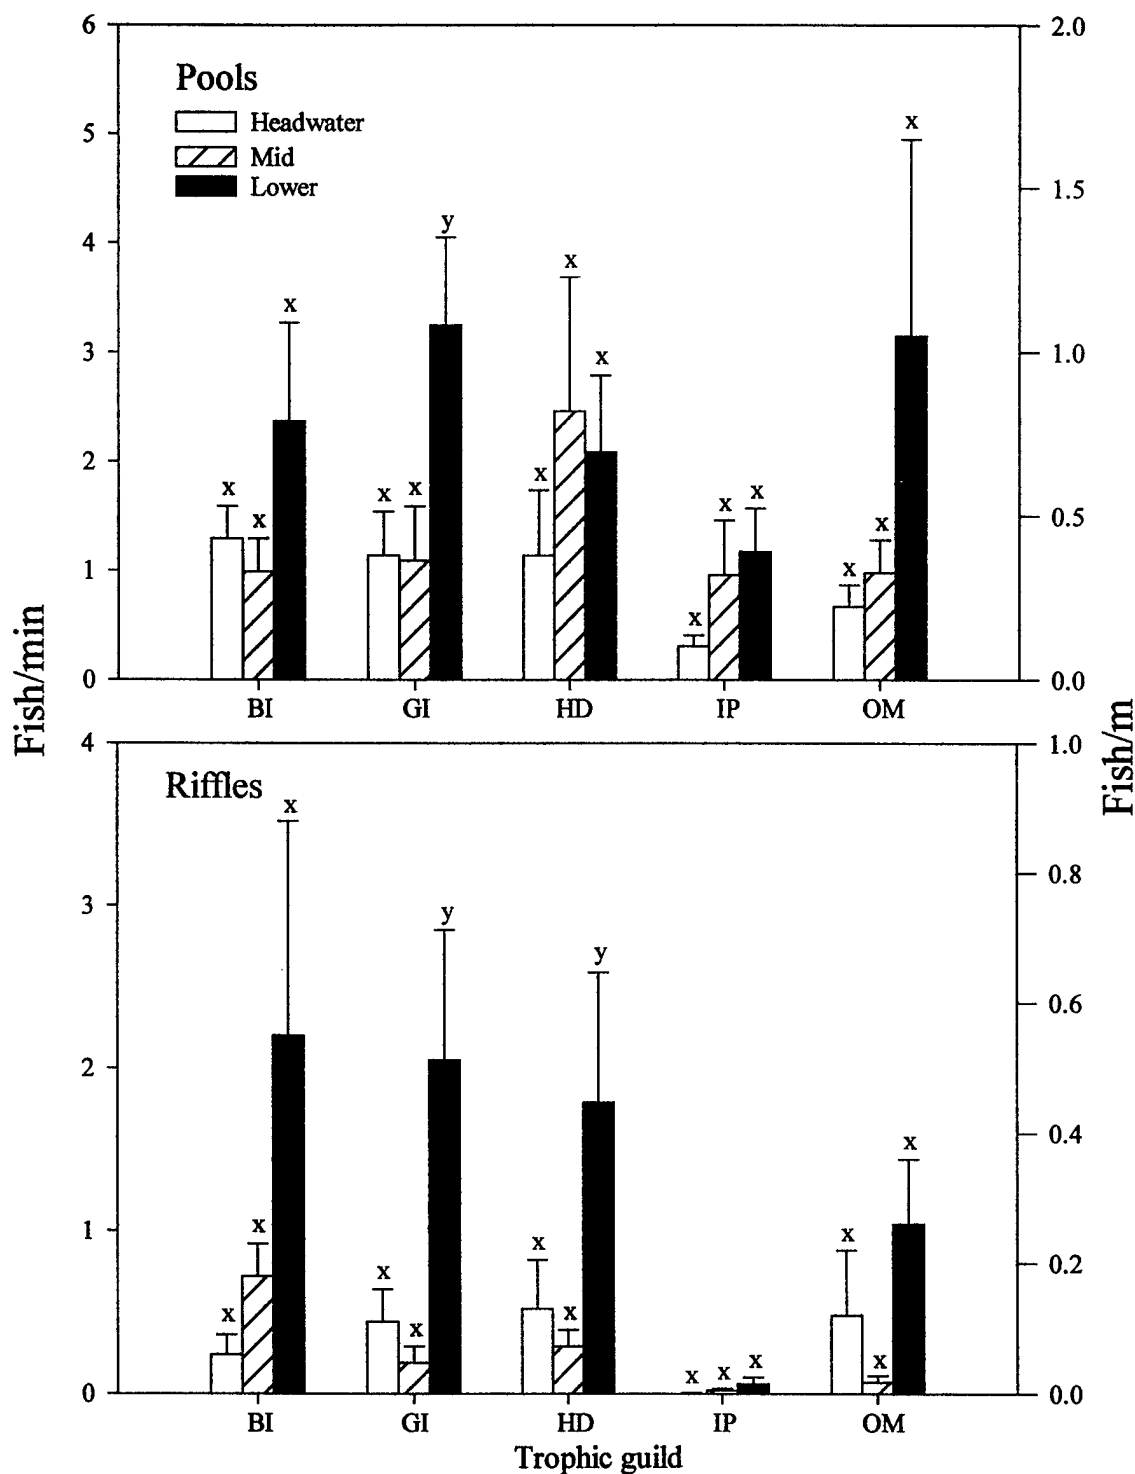 6
5
4
3
2
1
0
2.0
1.5
1.0
0.5
0.0
Pools
Headwater
Mid
Lower
x
x
x
x
x
y
x
x
x
x
x
x
x
x
x
BI
GI
HD
IP
OM
Fish/min
Fish/m
4
3
2
1
0
1.0
0.8
0.6
0.4
0.2
0.0
Riffles
x
x
x
x
x
y
x
x
y
x
x
x
x
x
x
BI
GI
HD
IP
OM
Trophic guild